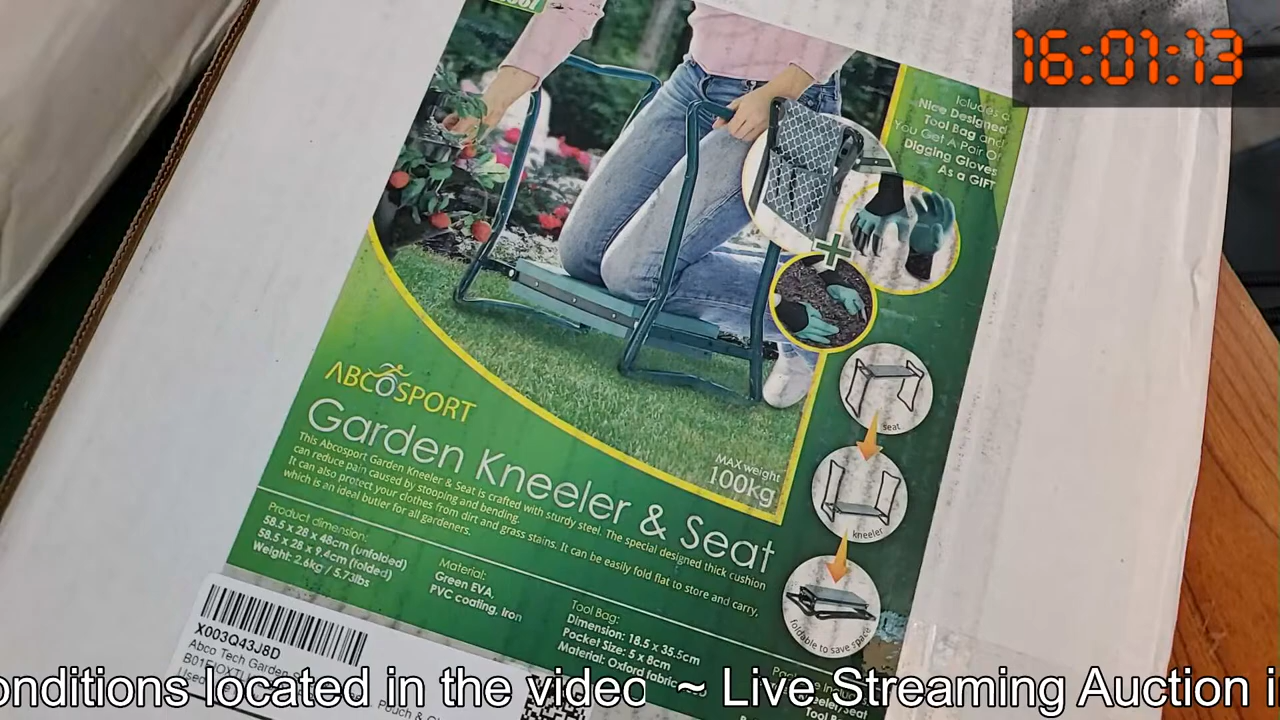 16:01:13
Icludes a
Nice Designed
Tool Bag and
You Get A Pair Of
Digging Gloves
As a GIFT
ABCOSPORT
Garden Kneeler & Seat
This Abcosport Garden Kneeler & Seat is crafted with sturdy steel. The special designed thick cushion
can reduce pain caused by stooping and bending.
It can also protect your clothes from dirt and grass stains. It can be easily fold flat to store and carry,
which is an ideal butler for all gardeners.
MAX weight
100kg
seat
kneeler
foldable to save space
Product dimension:
58.5 x 28 x 48cm (unfolded)
58.5 x 28 x 9.4cm (folded)
Weight: 2.6kg / 5.73lbs
Material:
Green EVA,
PVC coating, Iron
Tool Bag:
Dimension: 18.5 x 35.5cm
Pocket Size: 5 x 8cm
Material: Oxford fabric
X003Q43J8D
Abco Tech Garden
Pouch &
onditions located in the video ~ Live Streaming Auction i